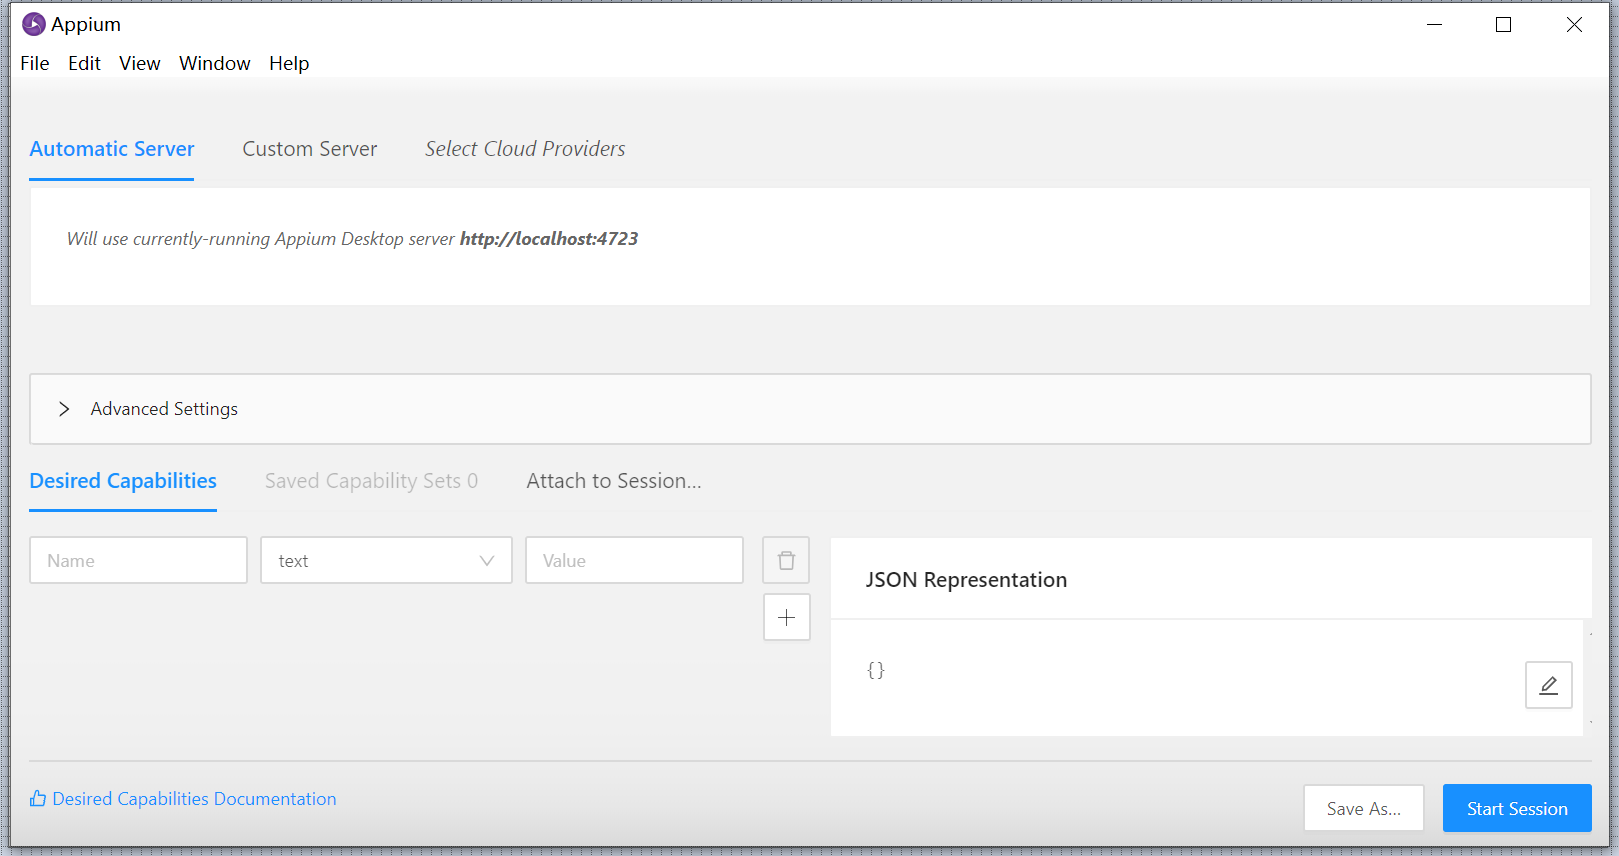 Appium
File Edit View Window Help
Automatic Server Custom Server Select Cloud Providers
Will use currently-running Appium Desktop server http://localhost:4723
Advanced Settings
Desired Capabilities Saved Capability Sets 0 Attach to Session...
Name text Value
JSON Representation
{}
Desired Capabilities Documentation
Save As... Start Session